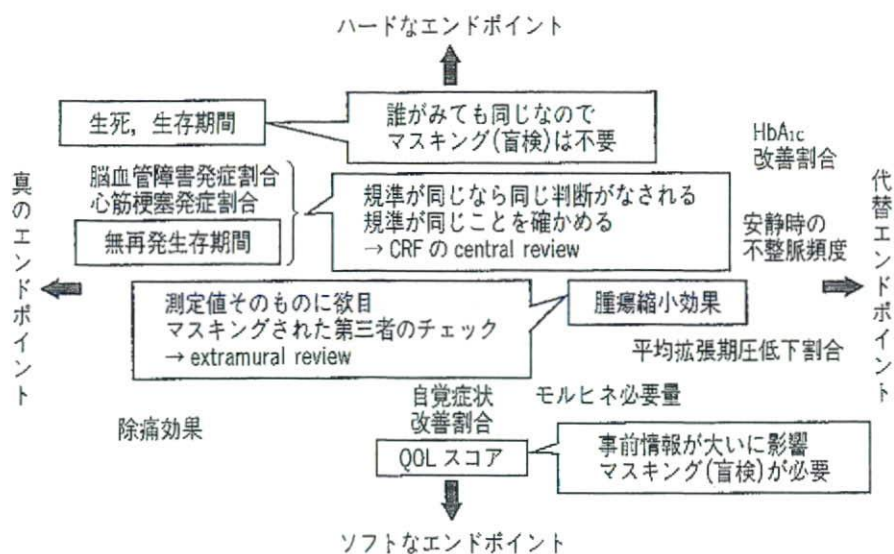 ハードなエンドポイント
生死，生存期間
誰がみても同じなので
マスキング(盲検)は不要
HbA1c
改善割合
真のエンドポイント
脳血管障害発症割合
心筋梗塞発症割合
無再発生存期間
規準が同じなら同じ判断がなされる
規準が同じことを確かめる
→ CRF の central review
安静時の
不整脈頻度
代替エンドポイント
測定値そのものに欲目
マスキングされた第三者のチェック
→ extramural review
腫瘍縮小効果
平均拡張期圧低下割合
自覚症状
改善割合
モルヒネ必要量
除痛効果
QOL スコア
事前情報が大いに影響
マスキング(盲検)が必要
ソフトなエンドポイント